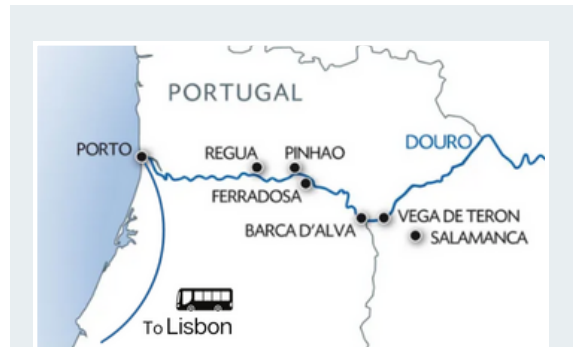 PORTUGAL
PORTO
REGUA
PINHAO
DOURO
FERRADOSA
BARCA D'ALVA
VEGA DE TERON
SALAMANCA
To Lisbon